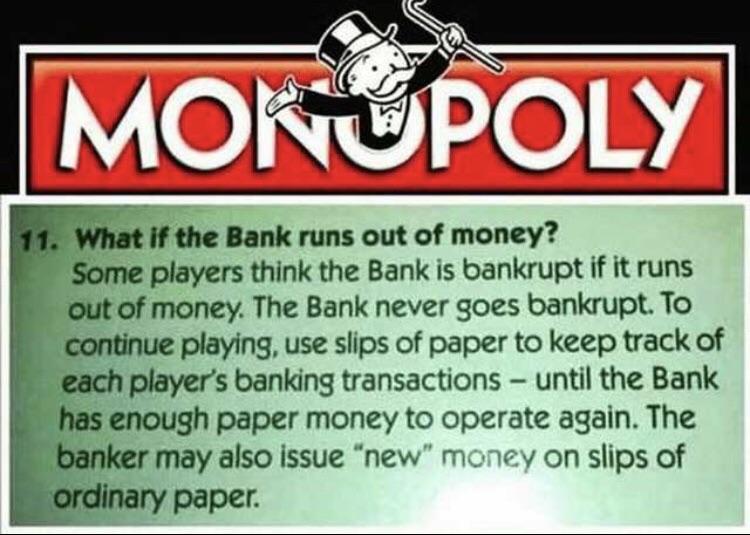 MONOPOLY
11. What if the Bank runs out of money?
Some players think the Bank is bankrupt if it runs
out of money. The Bank never goes bankrupt. To
continue playing, use slips of paper to keep track of
each player's banking transactions – until the Bank
has enough paper money to operate again. The
banker may also issue "new" money on slips of
ordinary paper.